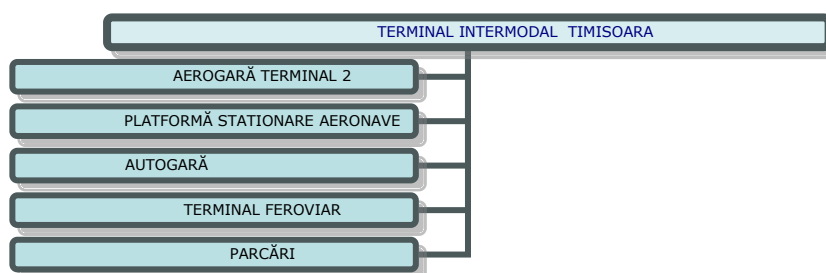 TERMINAL INTERMODAL  TIMISOARA
AEROGARĂ TERMINAL 2
PLATFORMĂ STATIONARE AERONAVE
AUTOGARĂ
TERMINAL FEROVIAR
PARCĂRI